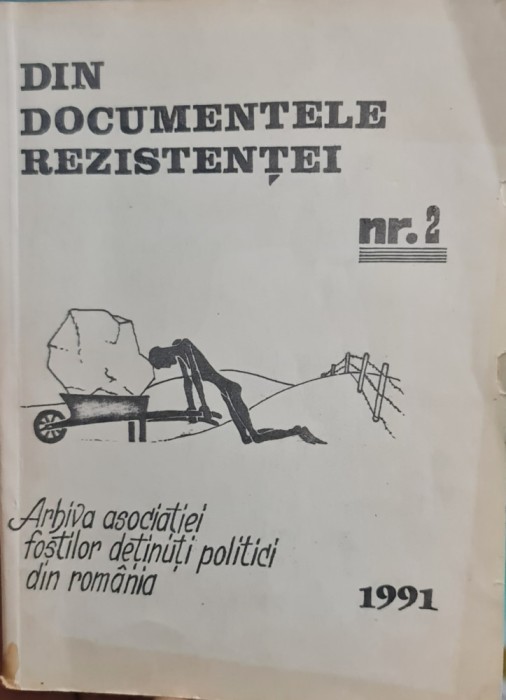 DIN
DOCUMENTELE
REZISTENȚEI
nr. 2
Arhiva asociației
foștilor deținuți politici
din românia
1991